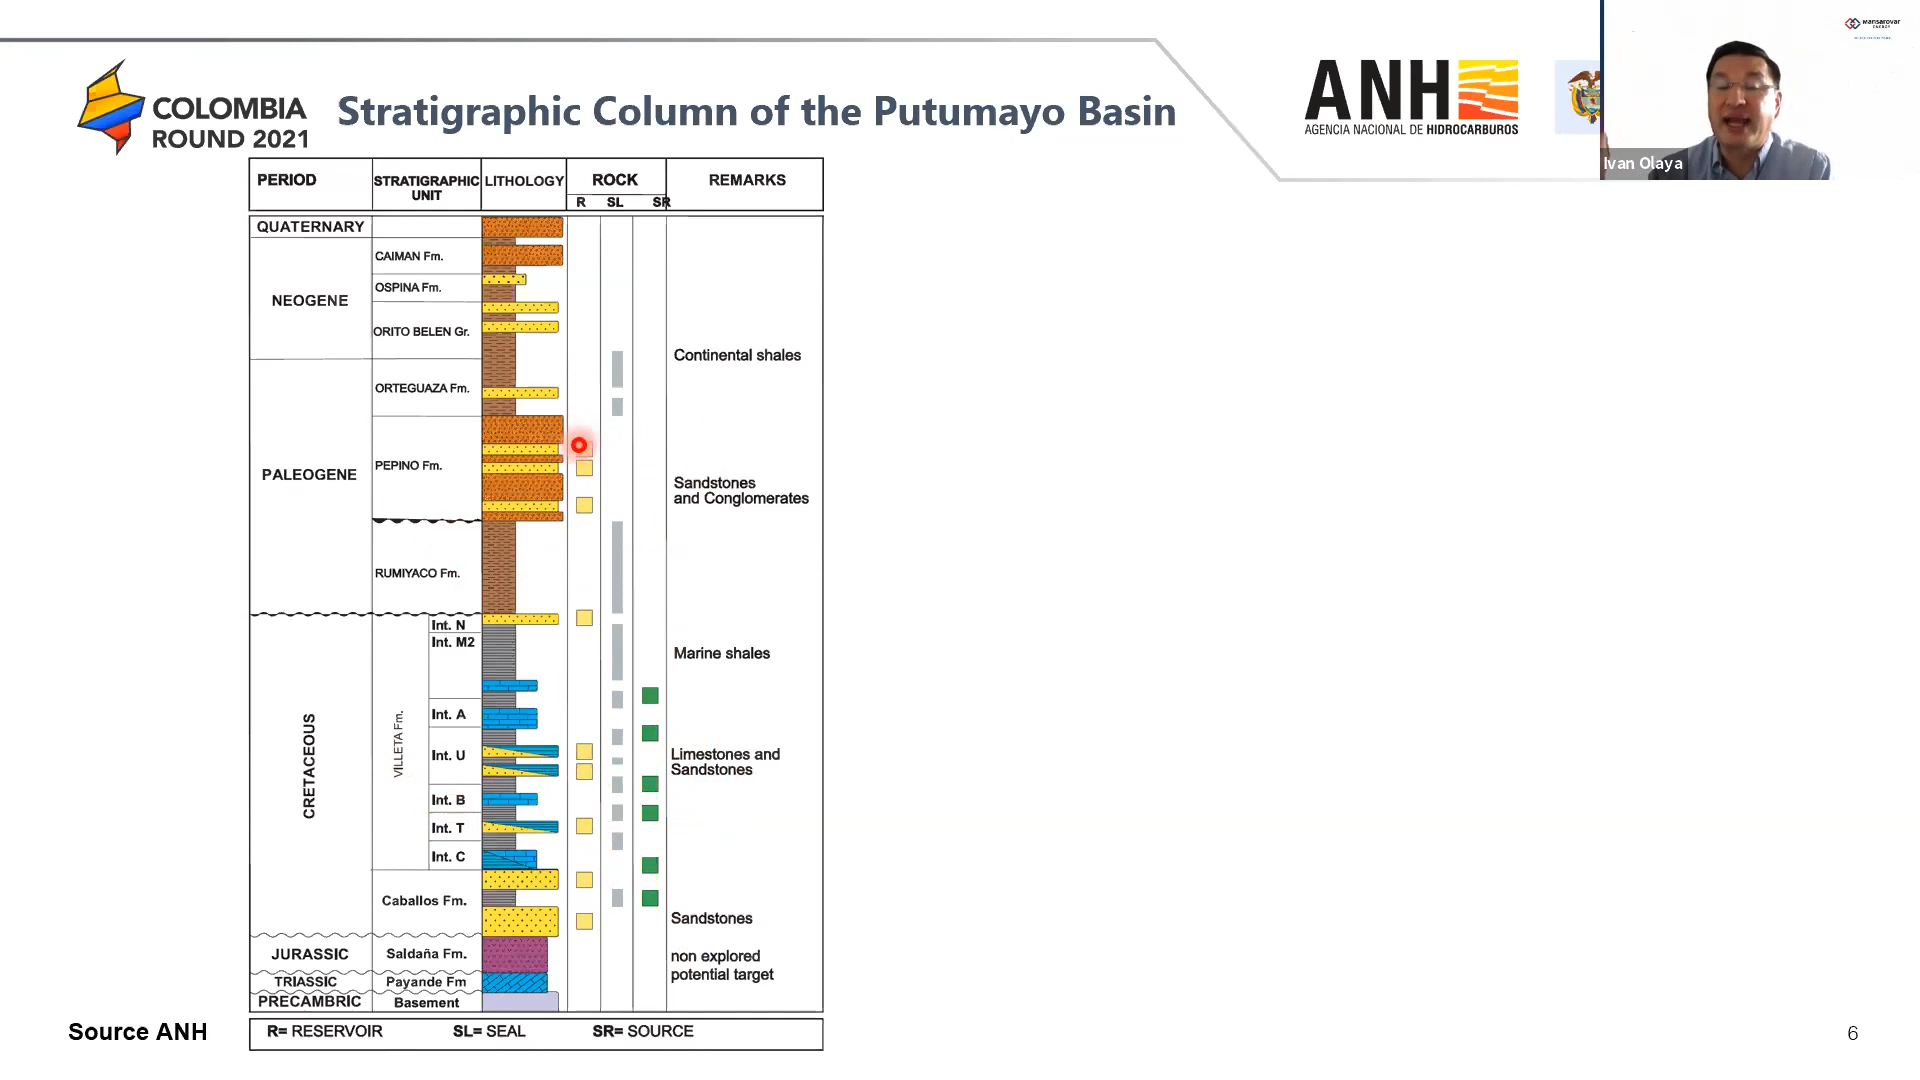 COLOMBIA
ROUND 2021
Stratigraphic Column of the Putumayo Basin
ANH
AGENCIA NACIONAL DE HIDROCARBUROS
mansarovar
ENERGY
Ivan Olaya
PERIOD
STRATIGRAPHIC
UNIT
LITHOLOGY
ROCK
R SL SR
REMARKS
QUATERNARY
CAIMAN Fm.
NEOGENE
OSPINA Fm.
ORITO BELEN Gr.
Continental shales
ORTEGUAZA Fm.
PALEOGENE
PEPINO Fm.
Sandstones
and Conglomerates
RUMIYACO Fm.
CRETACEOUS
VILLETA Fm.
Int. N
Int. M2
Marine shales
Int. A
Int. U
Limestones and
Sandstones
Int. B
Int. T
Int. C
Caballos Fm.
Sandstones
JURASSIC
Saldaña Fm.
non explored
potential target
TRIASSIC
Payande Fm
PRECAMBRIC
Basement
R= RESERVOIR SL= SEAL SR= SOURCE
Source ANH
6